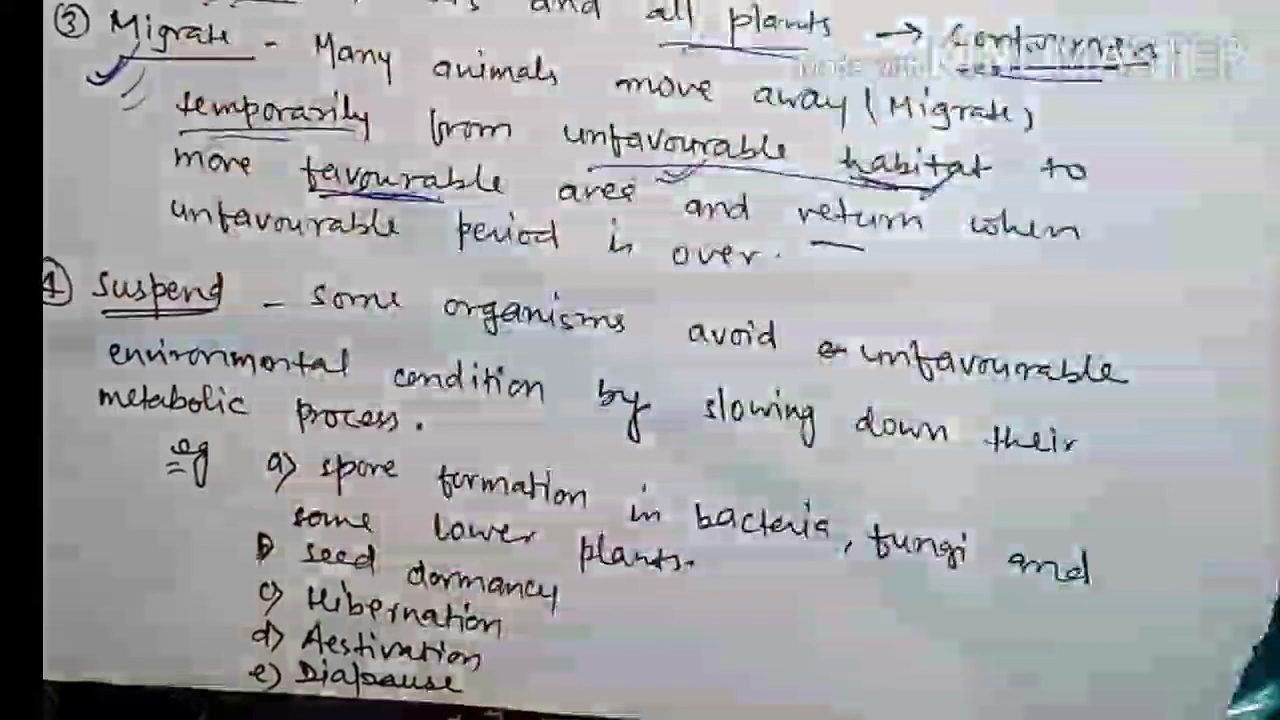 and all plants → Conformers
③ Migrate - Many animals move away (Migrate)
temporarily from unfavourable habitat to
more favourable area and return when
unfavourable period is over.
④ Suspend - Some organisms avoid unfavourable
environmental condition by slowing down their
metabolic process.
eg a) spore formation in bacteria, fungi and
some lower plants.
b) seed dormancy
c) Hibernation
d) Aestivation
e) Diapause
KINEMASTER